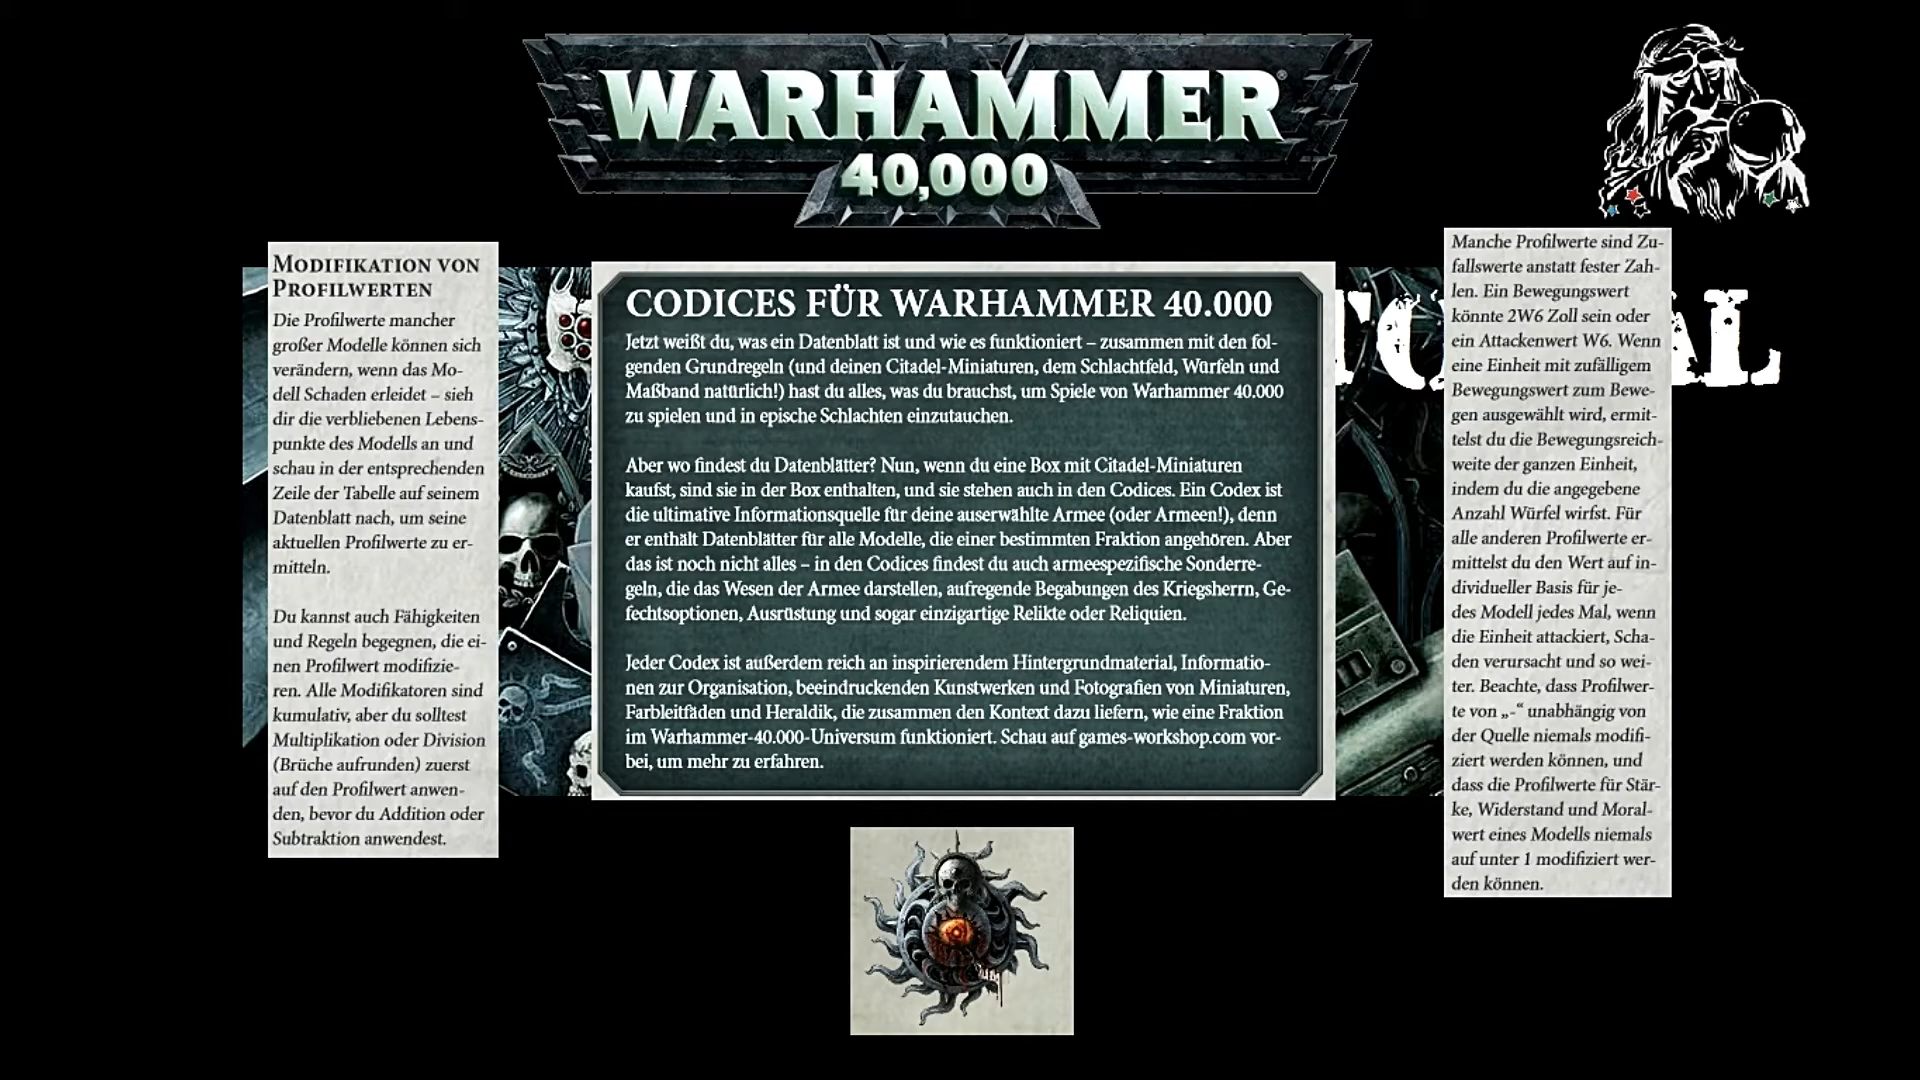 WARHAMMER®
40,000
MODIFIKATION VON
PROFILWERTEN
Die Profilwerte mancher
großer Modelle können sich
verändern, wenn das Mo-
dell Schaden erleidet – sieh
dir die verbliebenen Lebens-
punkte des Modells an und
schau in der entsprechenden
Zeile der Tabelle auf seinem
Datenblatt nach, um seine
aktuellen Profilwerte zu er-
mitteln.
Du kannst auch Fähigkeiten
und Regeln begegnen, die ei-
nen Profilwert modifizie-
ren. Alle Modifikatoren sind
kumulativ, aber du solltest
Multiplikation oder Division
(Brüche aufrunden) zuerst
auf den Profilwert anwen-
den, bevor du Addition oder
Subtraktion anwendest.
CODICES FÜR WARHAMMER 40.000
Jetzt weißt du, was ein Datenblatt ist und wie es funktioniert – zusammen mit den fol-
genden Grundregeln (und deinen Citadel-Miniaturen, dem Schlachtfeld, Würfeln und
Maßband natürlich!) hast du alles, was du brauchst, um Spiele von Warhammer 40.000
zu spielen und in epische Schlachten einzutauchen.
Aber wo findest du Datenblätter? Nun, wenn du eine Box mit Citadel-Miniaturen
kaufst, sind sie in der Box enthalten, und sie stehen auch in den Codices. Ein Codex ist
die ultimative Informationsquelle für deine auserwählte Armee (oder Armeen!), denn
er enthält Datenblätter für alle Modelle, die einer bestimmten Fraktion angehören. Aber
das ist noch nicht alles – in den Codices findest du auch armeespezifische Sonderre-
geln, die das Wesen der Armee darstellen, aufregende Begabungen des Kriegsherrn, Ge-
fechtsoptionen, Ausrüstung und sogar einzigartige Relikte oder Reliquien.
Jeder Codex ist außerdem reich an inspirierendem Hintergrundmaterial, Informatio-
nen zur Organisation, beeindruckenden Kunstwerken und Fotografien von Miniaturen,
Farbleitfäden und Heraldik, die zusammen den Kontext dazu liefern, wie eine Fraktion
im Warhammer-40.000-Universum funktioniert. Schau auf games-workshop.com vor-
bei, um mehr zu erfahren.
Manche Profilwerte sind Zu-
fallswerte anstatt fester Zah-
len. Ein Bewegungswert
könnte 2W6 Zoll sein oder
ein Attackenwert W6. Wenn
eine Einheit mit zufälligem
Bewegungswert zum Bewe-
gen ausgewählt wird, ermit-
telst du die Bewegungsreich-
weite der ganzen Einheit,
indem du die angegebene
Anzahl Würfel wirfst. Für
alle anderen Profilwerte er-
mittelst du den Wert auf in-
dividueller Basis für je-
des Modell jedes Mal, wenn
die Einheit attackiert, Scha-
den verursacht und so wei-
ter. Beachte, dass Profilwer-
te von „-“ unabhängig von
der Quelle niemals modifi-
ziert werden können, und
dass die Profilwerte für Stär-
ke, Widerstand und Moral-
wert eines Modells niemals
auf unter 1 modifiziert wer-
den können.